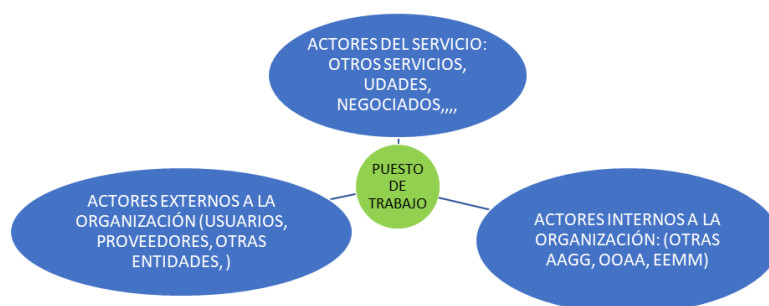 ACTORES DEL SERVICIO:
OTROS SERVICIOS,
UDADES,
NEGOCIADOS,,,,
PUESTO
DE
TRABAJO
ACTORES EXTERNOS A LA
ORGANIZACIÓN (USUARIOS,
PROVEEDORES, OTRAS
ENTIDADES, )
ACTORES INTERNOS A LA
ORGANIZACIÓN: (OTRAS
AAGG, OOAA, EEMM)